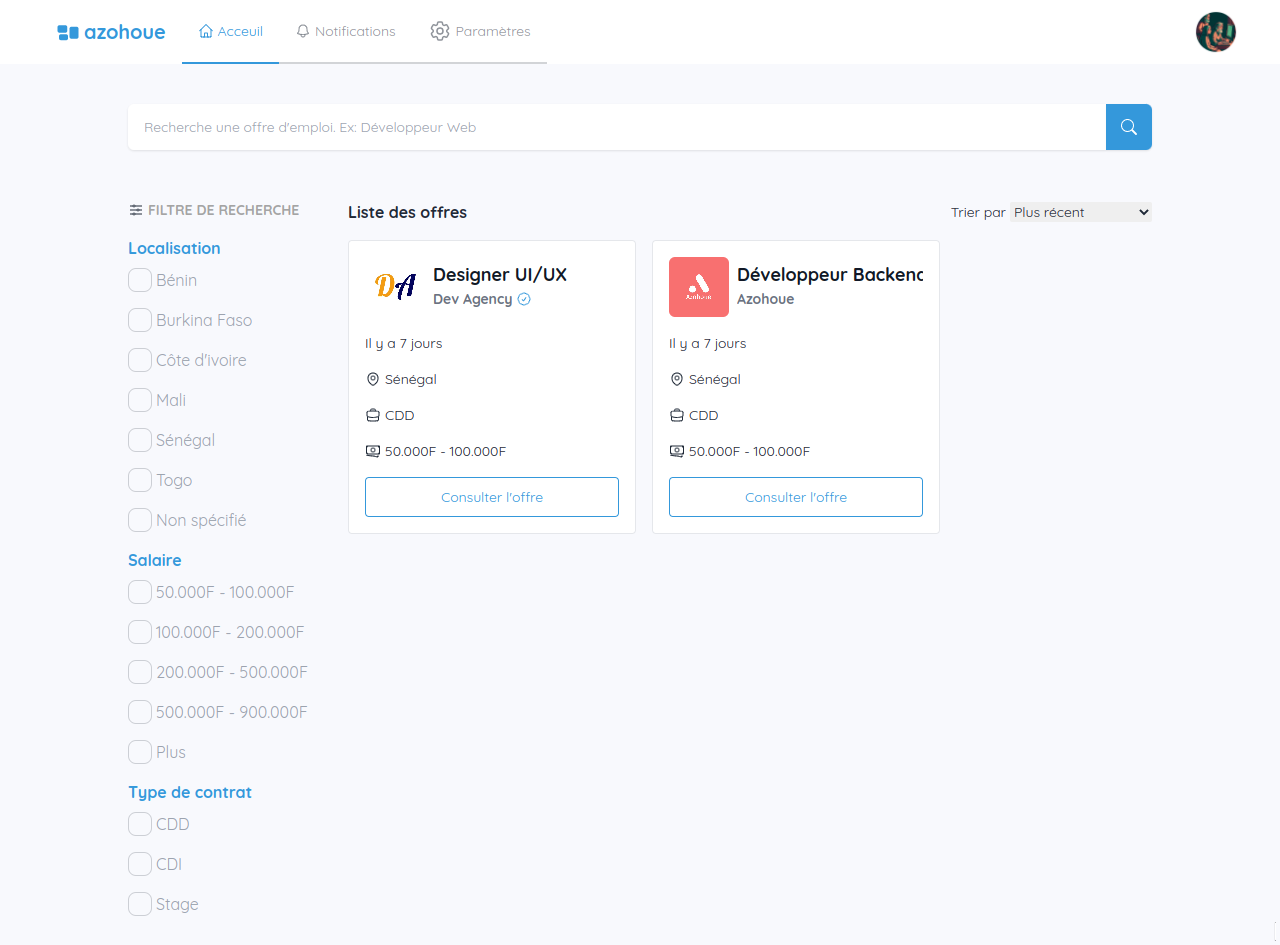 azohoue
Acceuil
Notifications
Paramètres
Recherche une offre d'emploi. Ex: Développeur Web
FILTRE DE RECHERCHE
Localisation
Bénin
Burkina Faso
Côte d'ivoire
Mali
Sénégal
Togo
Non spécifié
Salaire
50.000F - 100.000F
100.000F - 200.000F
200.000F - 500.000F
500.000F - 900.000F
Plus
Type de contrat
CDD
CDI
Stage
Liste des offres
Trier par Plus récent
DA
Designer UI/UX
Dev Agency
Il y a 7 jours
Sénégal
CDD
50.000F - 100.000F
Consulter l'offre
Azohoue
Développeur Backend
Azohoue
Il y a 7 jours
Sénégal
CDD
50.000F - 100.000F
Consulter l'offre